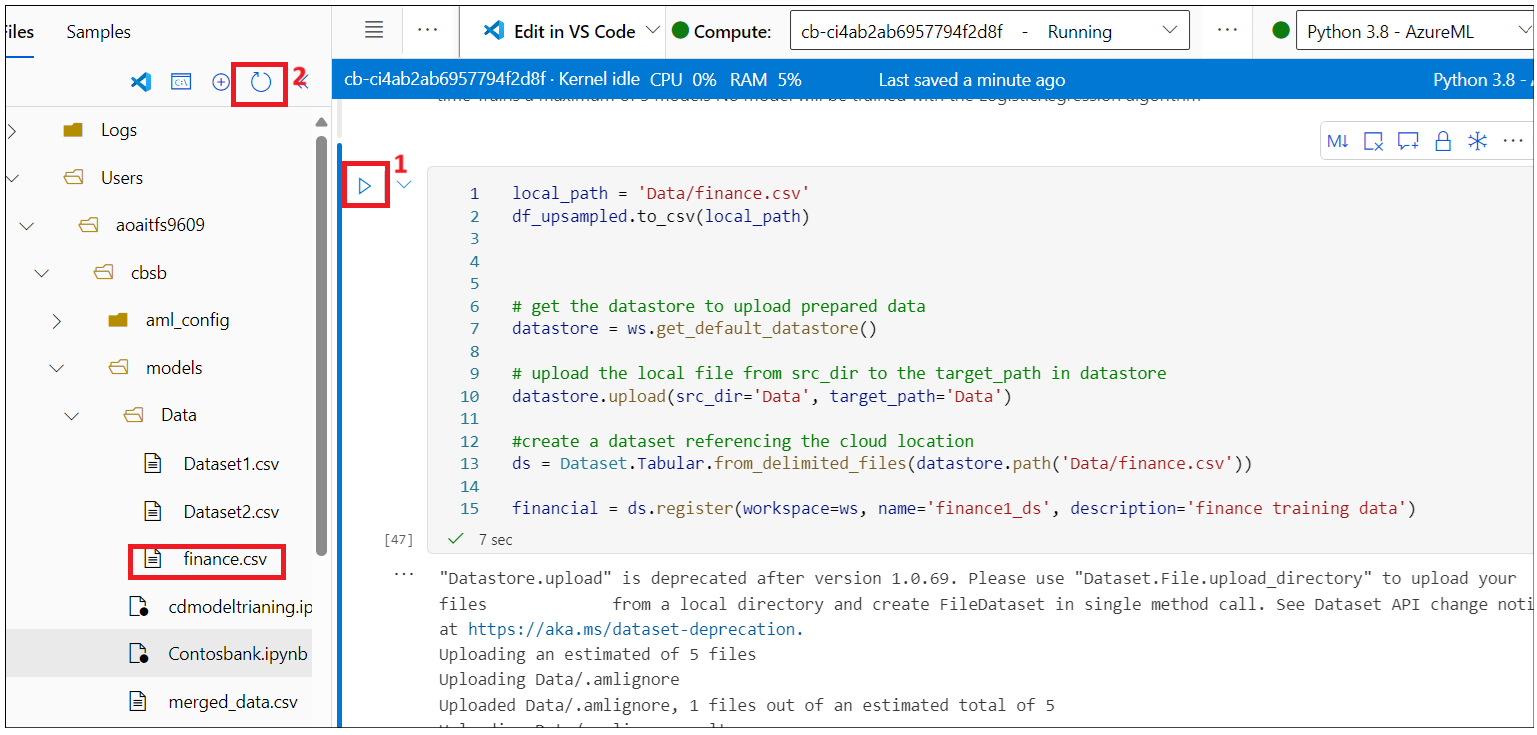 Files Samples
Edit in VS Code Compute: cb-ci4ab2ab6957794f2d8f - Running Python 3.8 - AzureML
2
cb-ci4ab2ab6957794f2d8f · Kernel idle CPU 0% RAM 5% Last saved a minute ago Python 3.8 -
Logs
Users
aoaitfs9609
cbsb
aml_config
models
Data
Dataset1.csv
Dataset2.csv
finance.csv
cdmodeltrianing.ip
Contosbank.ipynb
merged_data.csv
M↓
1
1 local_path = 'Data/finance.csv'
2 df_upsampled.to_csv(local_path)
3
4
5
6 # get the datastore to upload prepared data
7 datastore = ws.get_default_datastore()
8
9 # upload the local file from src_dir to the target_path in datastore
10 datastore.upload(src_dir='Data', target_path='Data')
11
12 #create a dataset referencing the cloud location
13 ds = Dataset.Tabular.from_delimited_files(datastore.path('Data/finance.csv'))
14
15 financial = ds.register(workspace=ws, name='finance1_ds', description='finance training data')
[47] 7 sec
"Datastore.upload" is deprecated after version 1.0.69. Please use "Dataset.File.upload_directory" to upload your
files from a local directory and create FileDataset in single method call. See Dataset API change noti
at https://aka.ms/dataset-deprecation.
Uploading an estimated of 5 files
Uploading Data/.amlignore
Uploaded Data/.amlignore, 1 files out of an estimated total of 5